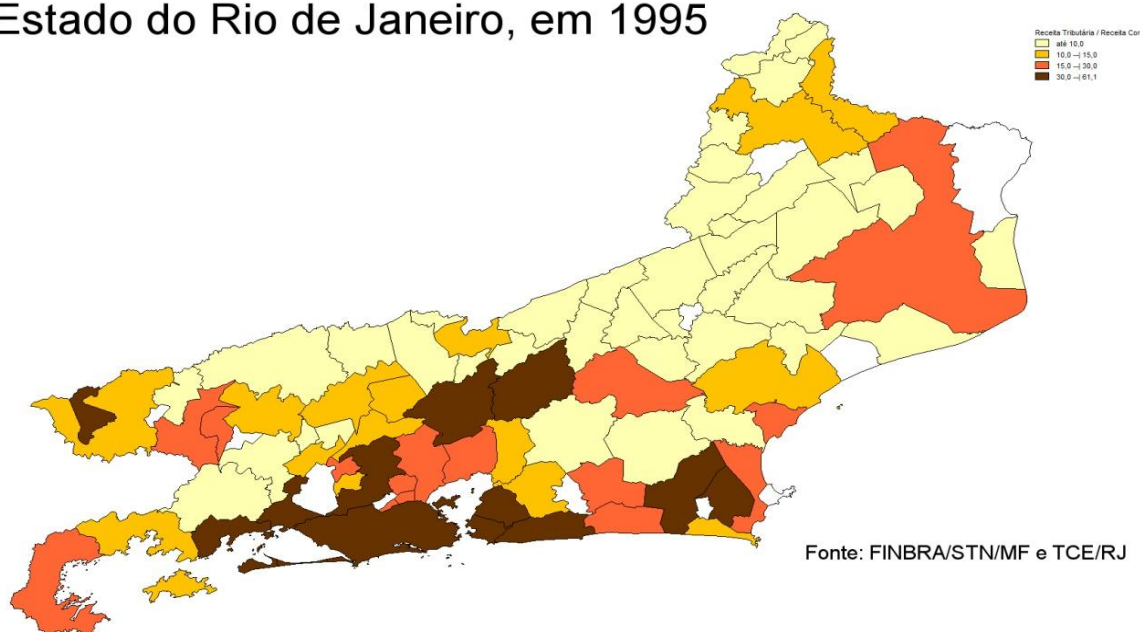 Estado do Rio de Janeiro, em 1995
Receita Tributária / Receita Cor
até 10,0
10,0 --| 15,0
15,0 --| 30,0
30,0 --| 61,1
Fonte: FINBRA/STN/MF e TCE/RJ